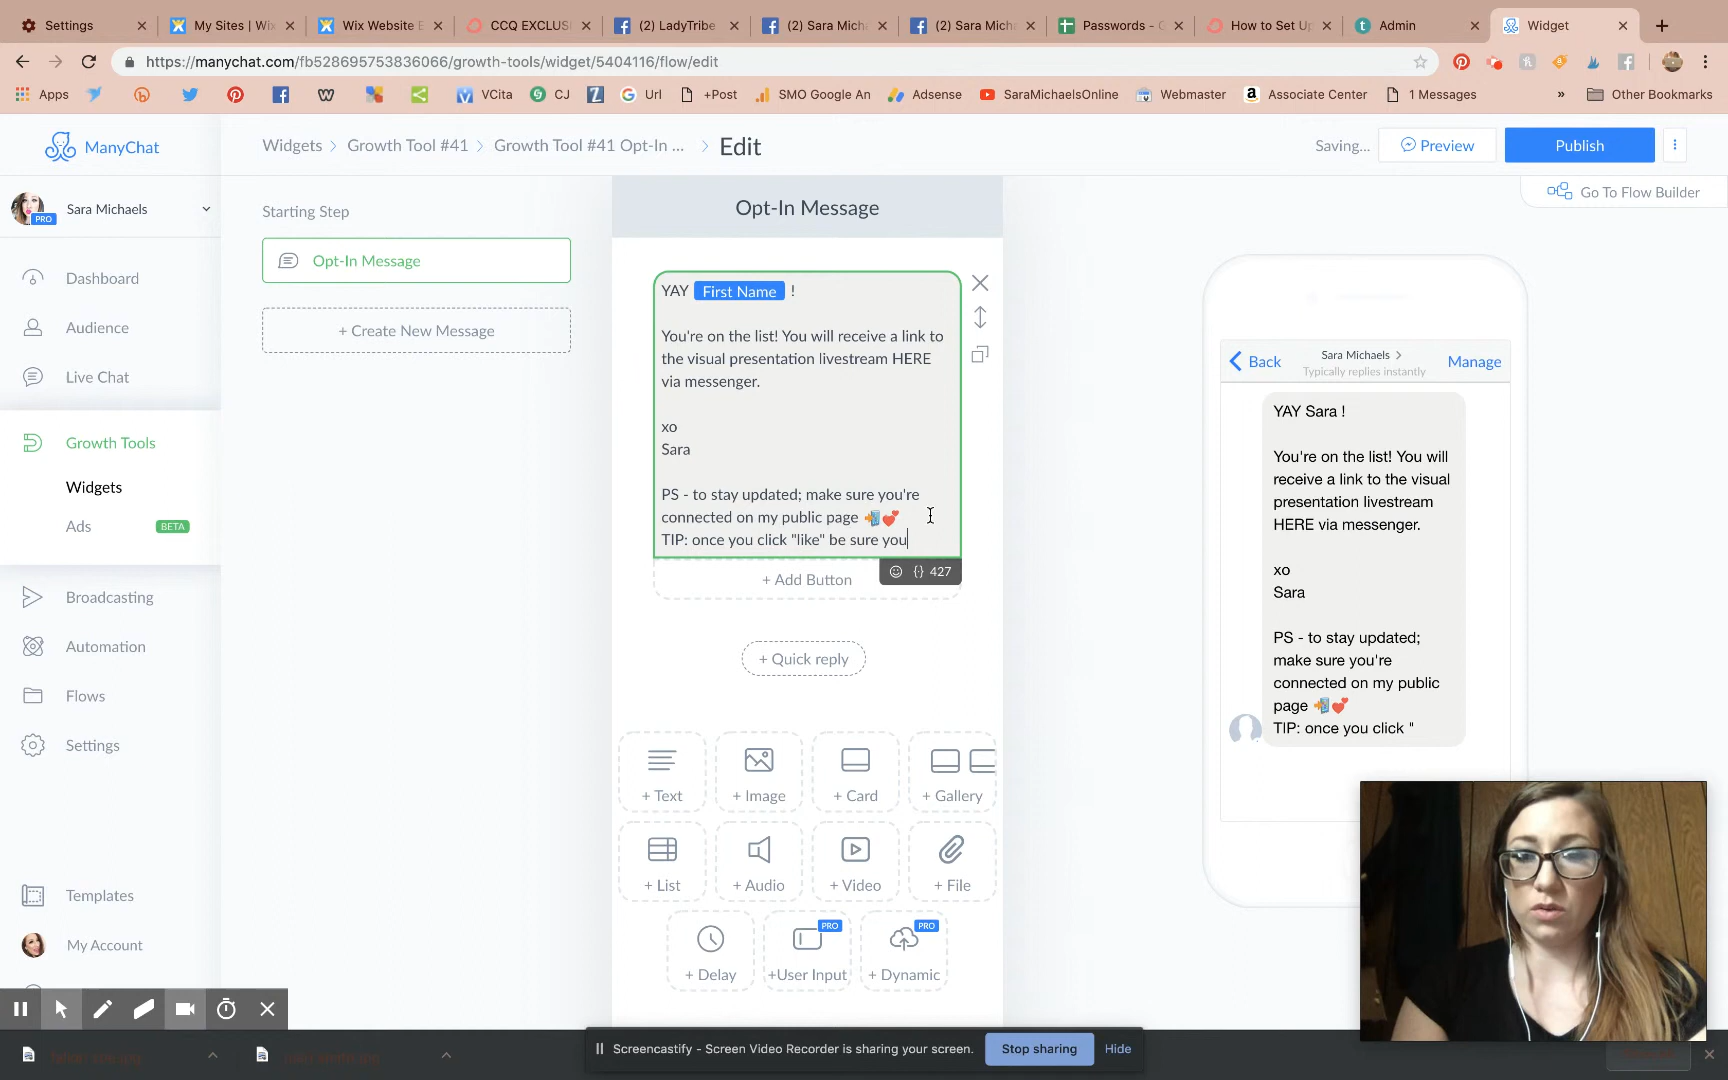 Settings
My Sites | Wix
Wix Website E
CCQ EXCLUS
(2) LadyTribe
(2) Sara Mich
(2) Sara Mich
Passwords - G
How to Set Up
Admin
Widget
https://manychat.com/fb528695753836066/growth-tools/widget/5404116/flow/edit
Apps
VCita
CJ
Url
+Post
SMO Google An
Adsense
SaraMichaelsOnline
Webmaster
Associate Center
1 Messages
»
Other Bookmarks
ManyChat
Widgets > Growth Tool #41 > Growth Tool #41 Opt-In ... > Edit
Saving...
Preview
Publish
Go To Flow Builder
Sara Michaels
PRO
Dashboard
Audience
Live Chat
Growth Tools
Widgets
Ads
BETA
Broadcasting
Automation
Flows
Settings
Templates
My Account
Starting Step
Opt-In Message
+ Create New Message
Opt-In Message
YAY First Name !
You're on the list! You will receive a link to
the visual presentation livestream HERE
via messenger.
xo
Sara
PS - to stay updated; make sure you're
connected on my public page 📲💕
TIP: once you click "like" be sure you
{·} 427
+ Add Button
+ Quick reply
+ Text
+ Image
+ Card
+ Gallery
+ List
+ Audio
+ Video
+ File
PRO
PRO
+ Delay
+User Input
+ Dynamic
Back
Sara Michaels >
Typically replies instantly
Manage
YAY Sara !
You're on the list! You will
receive a link to the visual
presentation livestream
HERE via messenger.
xo
Sara
PS - to stay updated;
make sure you're
connected on my public
page 📲💕
TIP: once you click "
Screencastify - Screen Video Recorder is sharing your screen.
Stop sharing
Hide